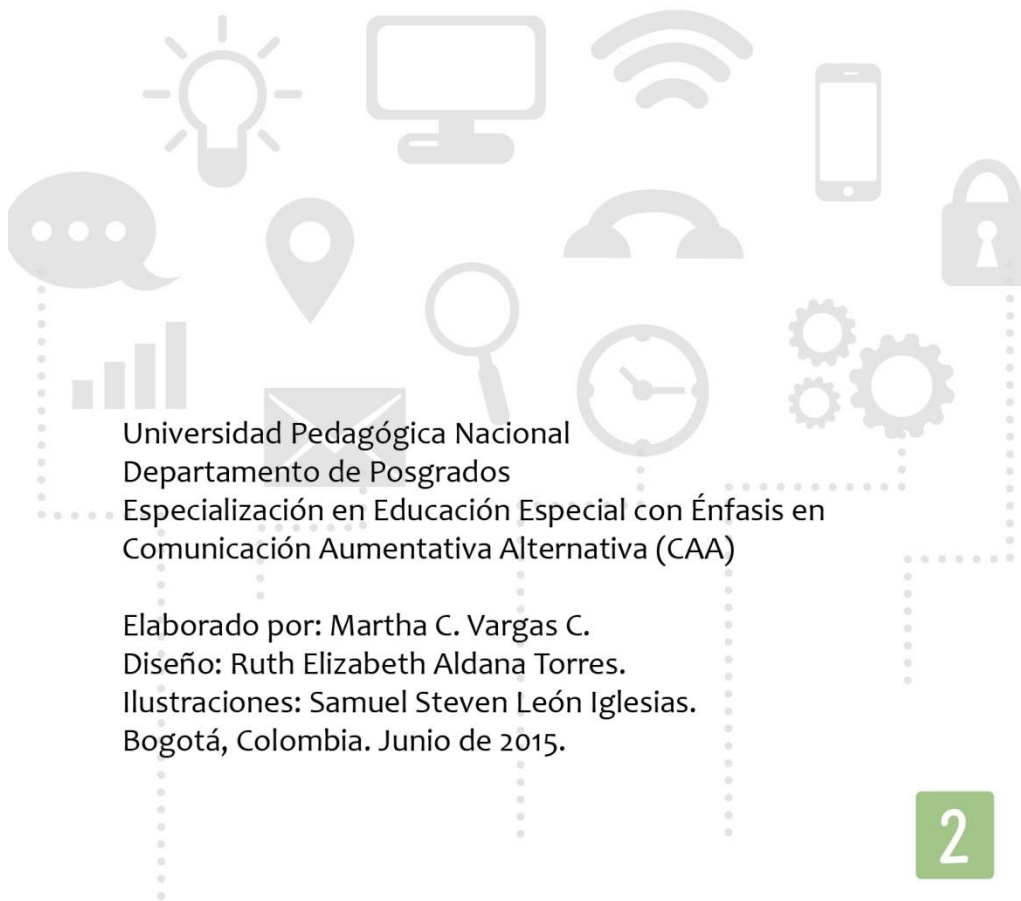 Universidad Pedagógica Nacional
Departamento de Posgrados
Especialización en Educación Especial con Énfasis en
Comunicación Aumentativa Alternativa (CAA)
Elaborado por: Martha C. Vargas C.
Diseño: Ruth Elizabeth Aldana Torres.
Ilustraciones: Samuel Steven León Iglesias.
Bogotá, Colombia. Junio de 2015.
2